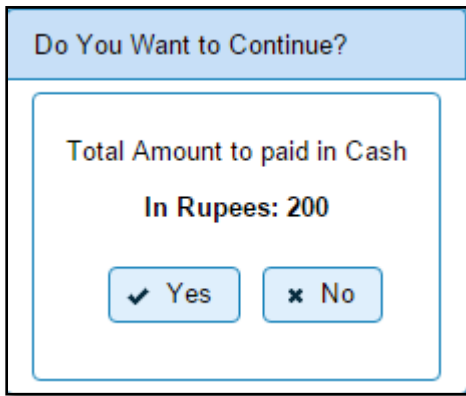 Do You Want to Continue?
Total Amount to paid in Cash
In Rupees: 200
Yes No